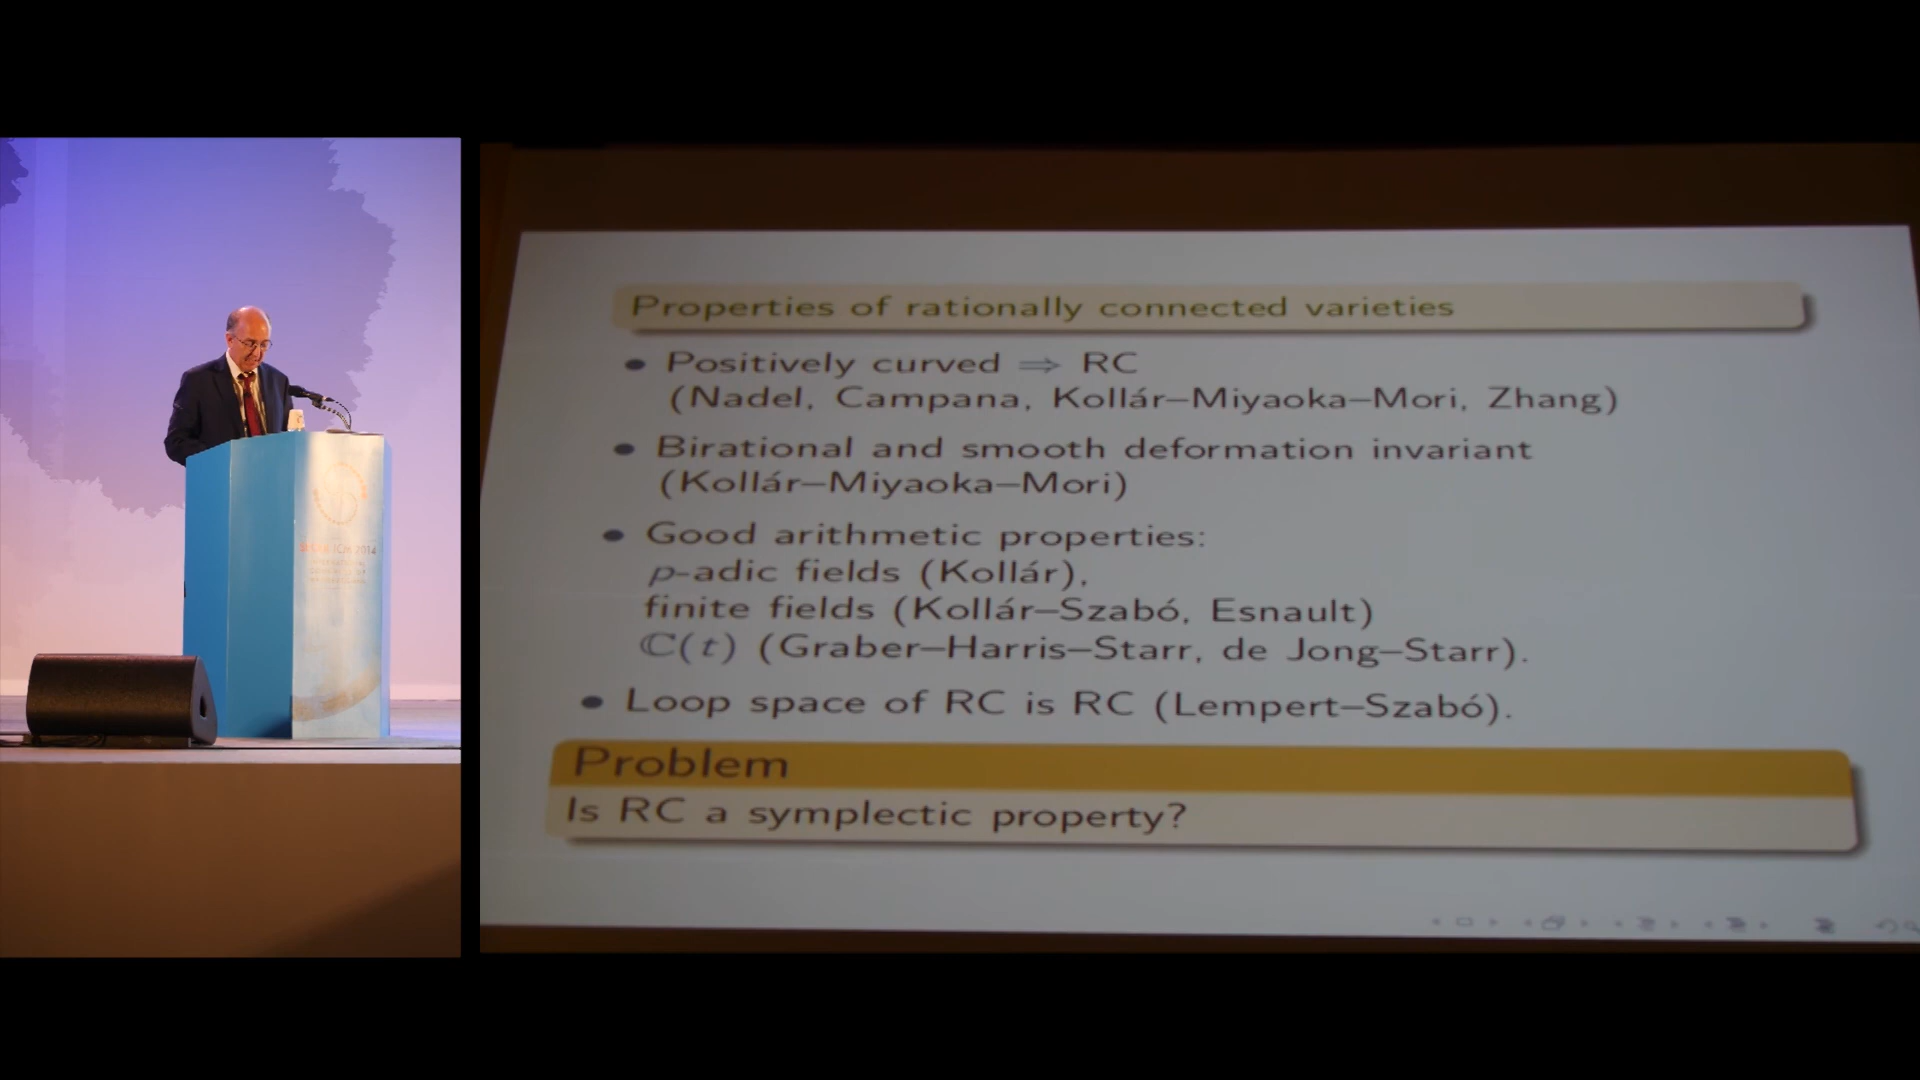 Properties of rationally connected varieties
• Positively curved ⇒ RC
(Nadel, Campana, Kollár–Miyaoka–Mori, Zhang)
• Birational and smooth deformation invariant
(Kollár–Miyaoka–Mori)
• Good arithmetic properties:
p-adic fields (Kollár),
finite fields (Kollár–Szabó, Esnault)
ℂ(t) (Graber–Harris–Starr, de Jong–Starr).
• Loop space of RC is RC (Lempert–Szabó).
Problem
Is RC a symplectic property?